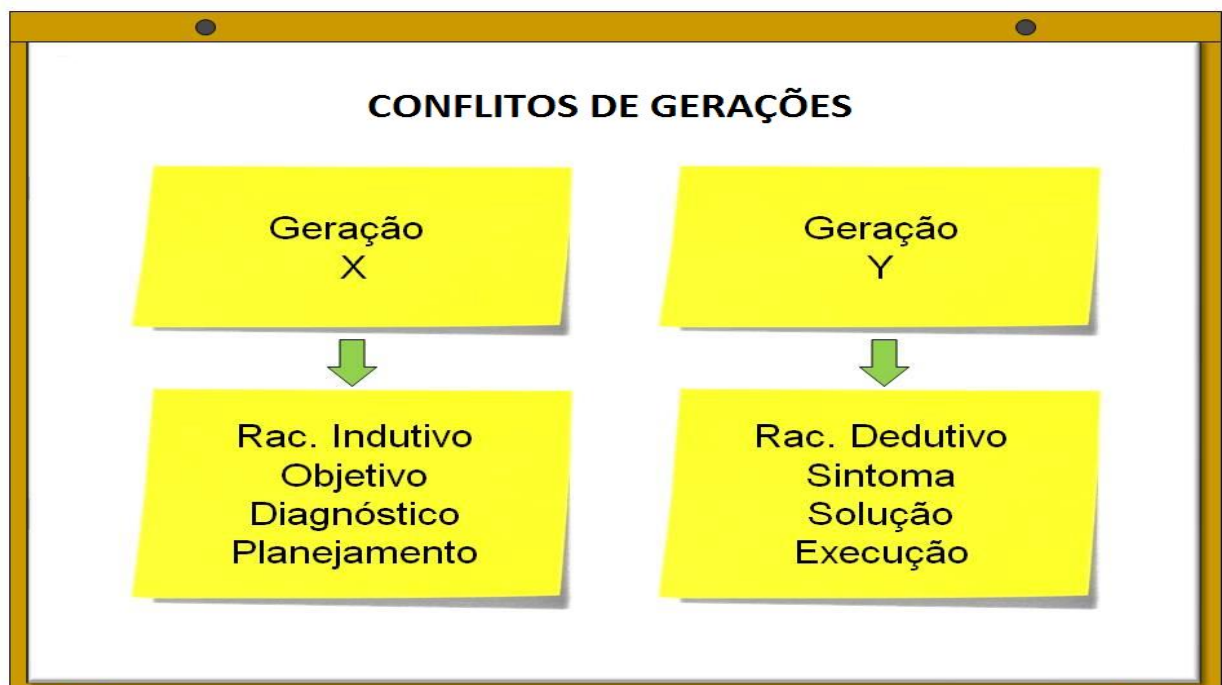 CONFLITOS DE GERAÇÕES
Geração
X
Geração
Y
Rac. Indutivo
Objetivo
Diagnóstico
Planejamento
Rac. Dedutivo
Sintoma
Solução
Execução